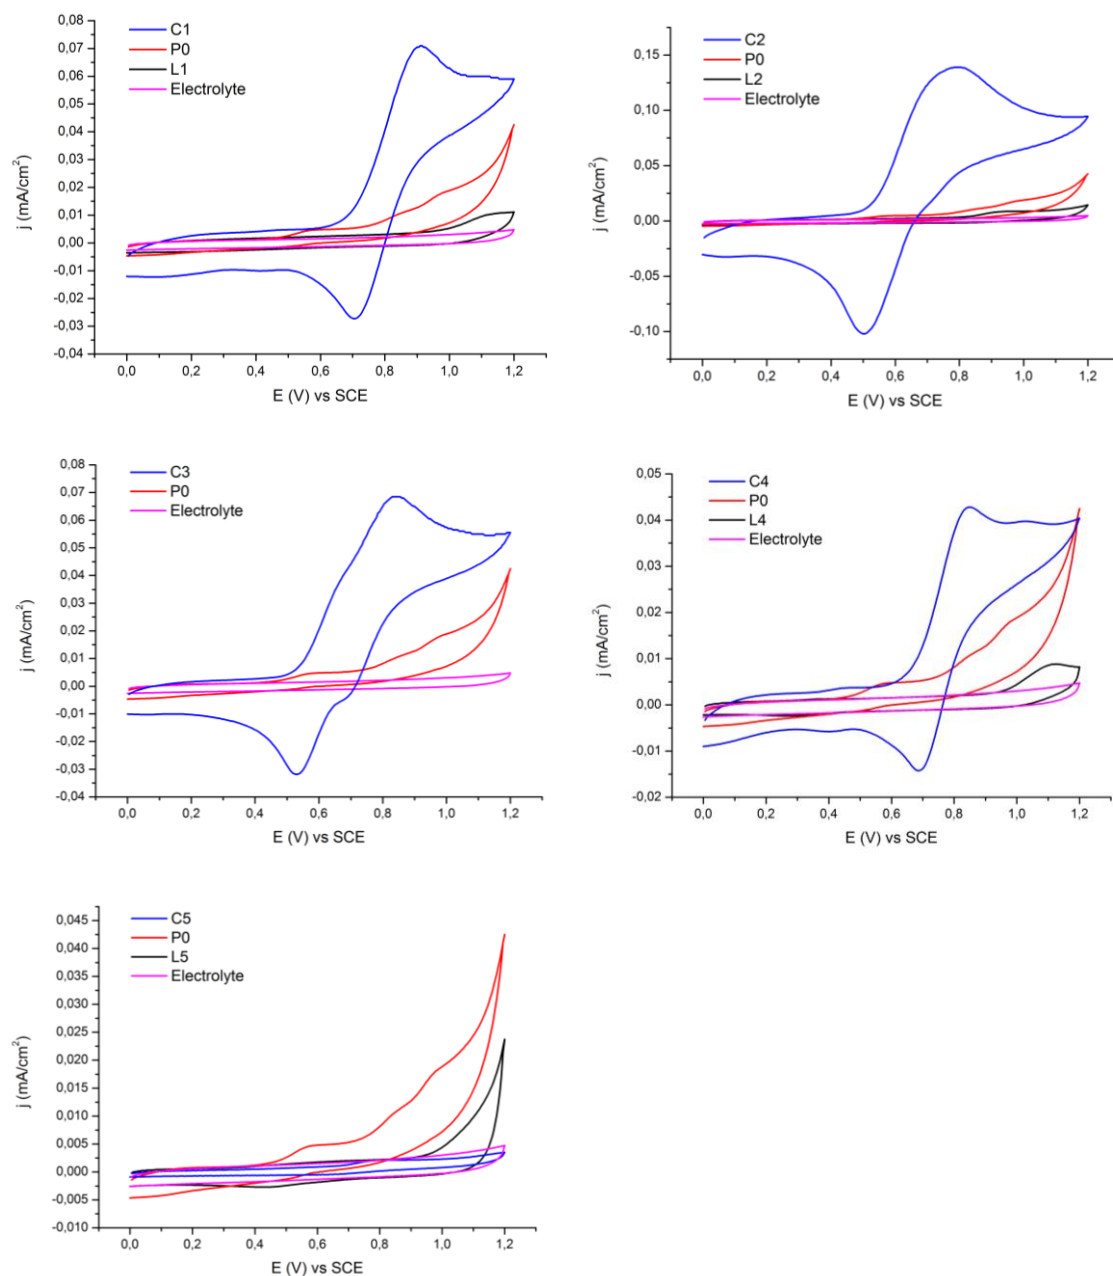 C1
P0
L1
Electrolyte
0,08
0,07
0,06
0,05
0,04
0,03
0,02
0,01
0,00
-0,01
-0,02
-0,03
-0,04
j (mA/cm²)
0,0 0,2 0,4 0,6 0,8 1,0 1,2
E (V) vs SCE
C2
P0
L2
Electrolyte
0,15
0,10
0,05
0,00
-0,05
-0,10
j (mA/cm²)
0,0 0,2 0,4 0,6 0,8 1,0 1,2
E (V) vs SCE
C3
P0
Electrolyte
0,08
0,07
0,06
0,05
0,04
0,03
0,02
0,01
0,00
-0,01
-0,02
-0,03
-0,04
j (mA/cm²)
0,0 0,2 0,4 0,6 0,8 1,0 1,2
E (V) vs SCE
C4
P0
L4
Electrolyte
0,05
0,04
0,03
0,02
0,01
0,00
-0,01
-0,02
j (mA/cm²)
0,0 0,2 0,4 0,6 0,8 1,0 1,2
E (V) vs SCE
C5
P0
L5
Electrolyte
0,045
0,040
0,035
0,030
0,025
0,020
0,015
0,010
0,005
0,000
-0,005
-0,010
j (mA/cm²)
0,0 0,2 0,4 0,6 0,8 1,0 1,2
E (V) vs SCE